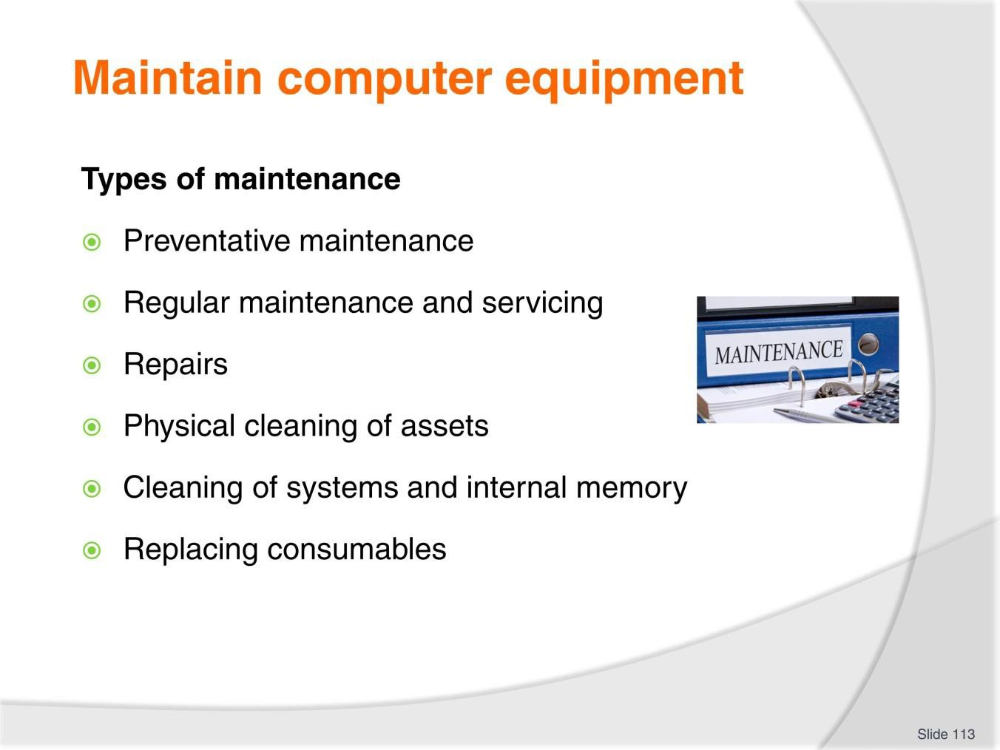 Maintain computer equipment
Types of maintenance
Preventative maintenance
Regular maintenance and servicing
Repairs
MAINTENANCE
Physical cleaning of assets
Cleaning of systems and internal memory
Replacing consumables
Slide 113